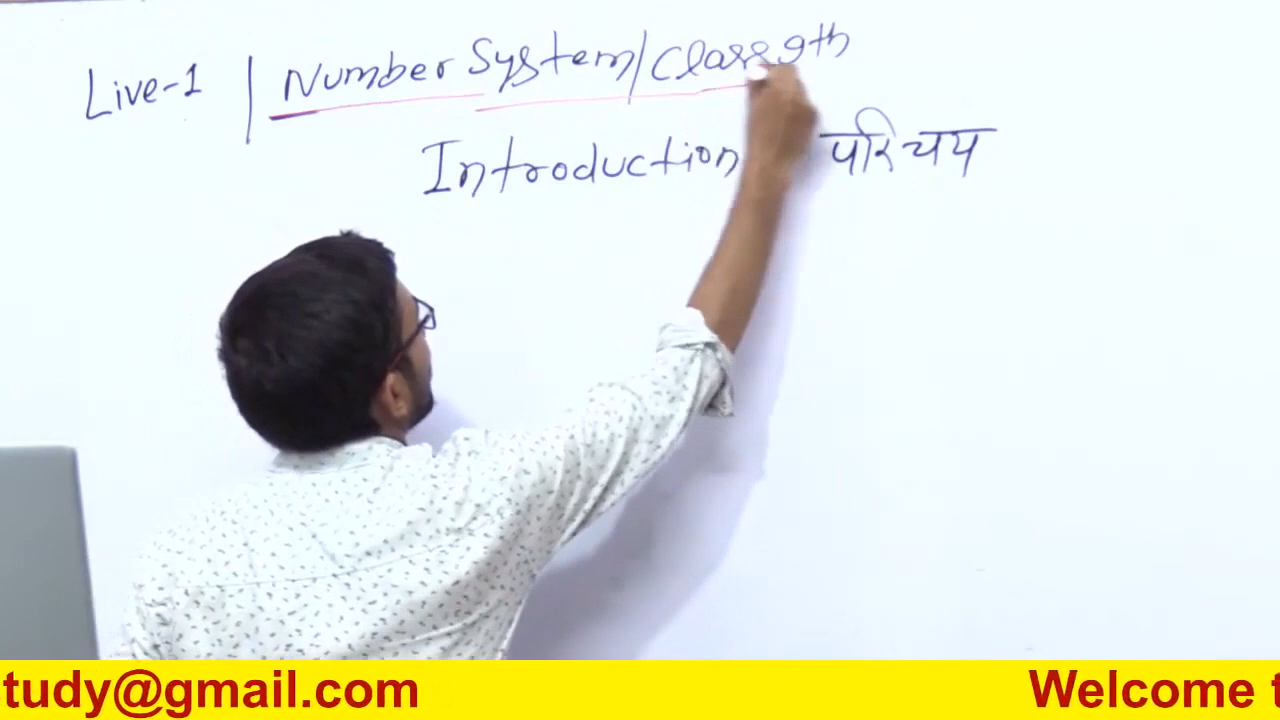 Live-1 | Number System/Class 9th
Introduction परिचय
tudy@gmail.com Welcome t